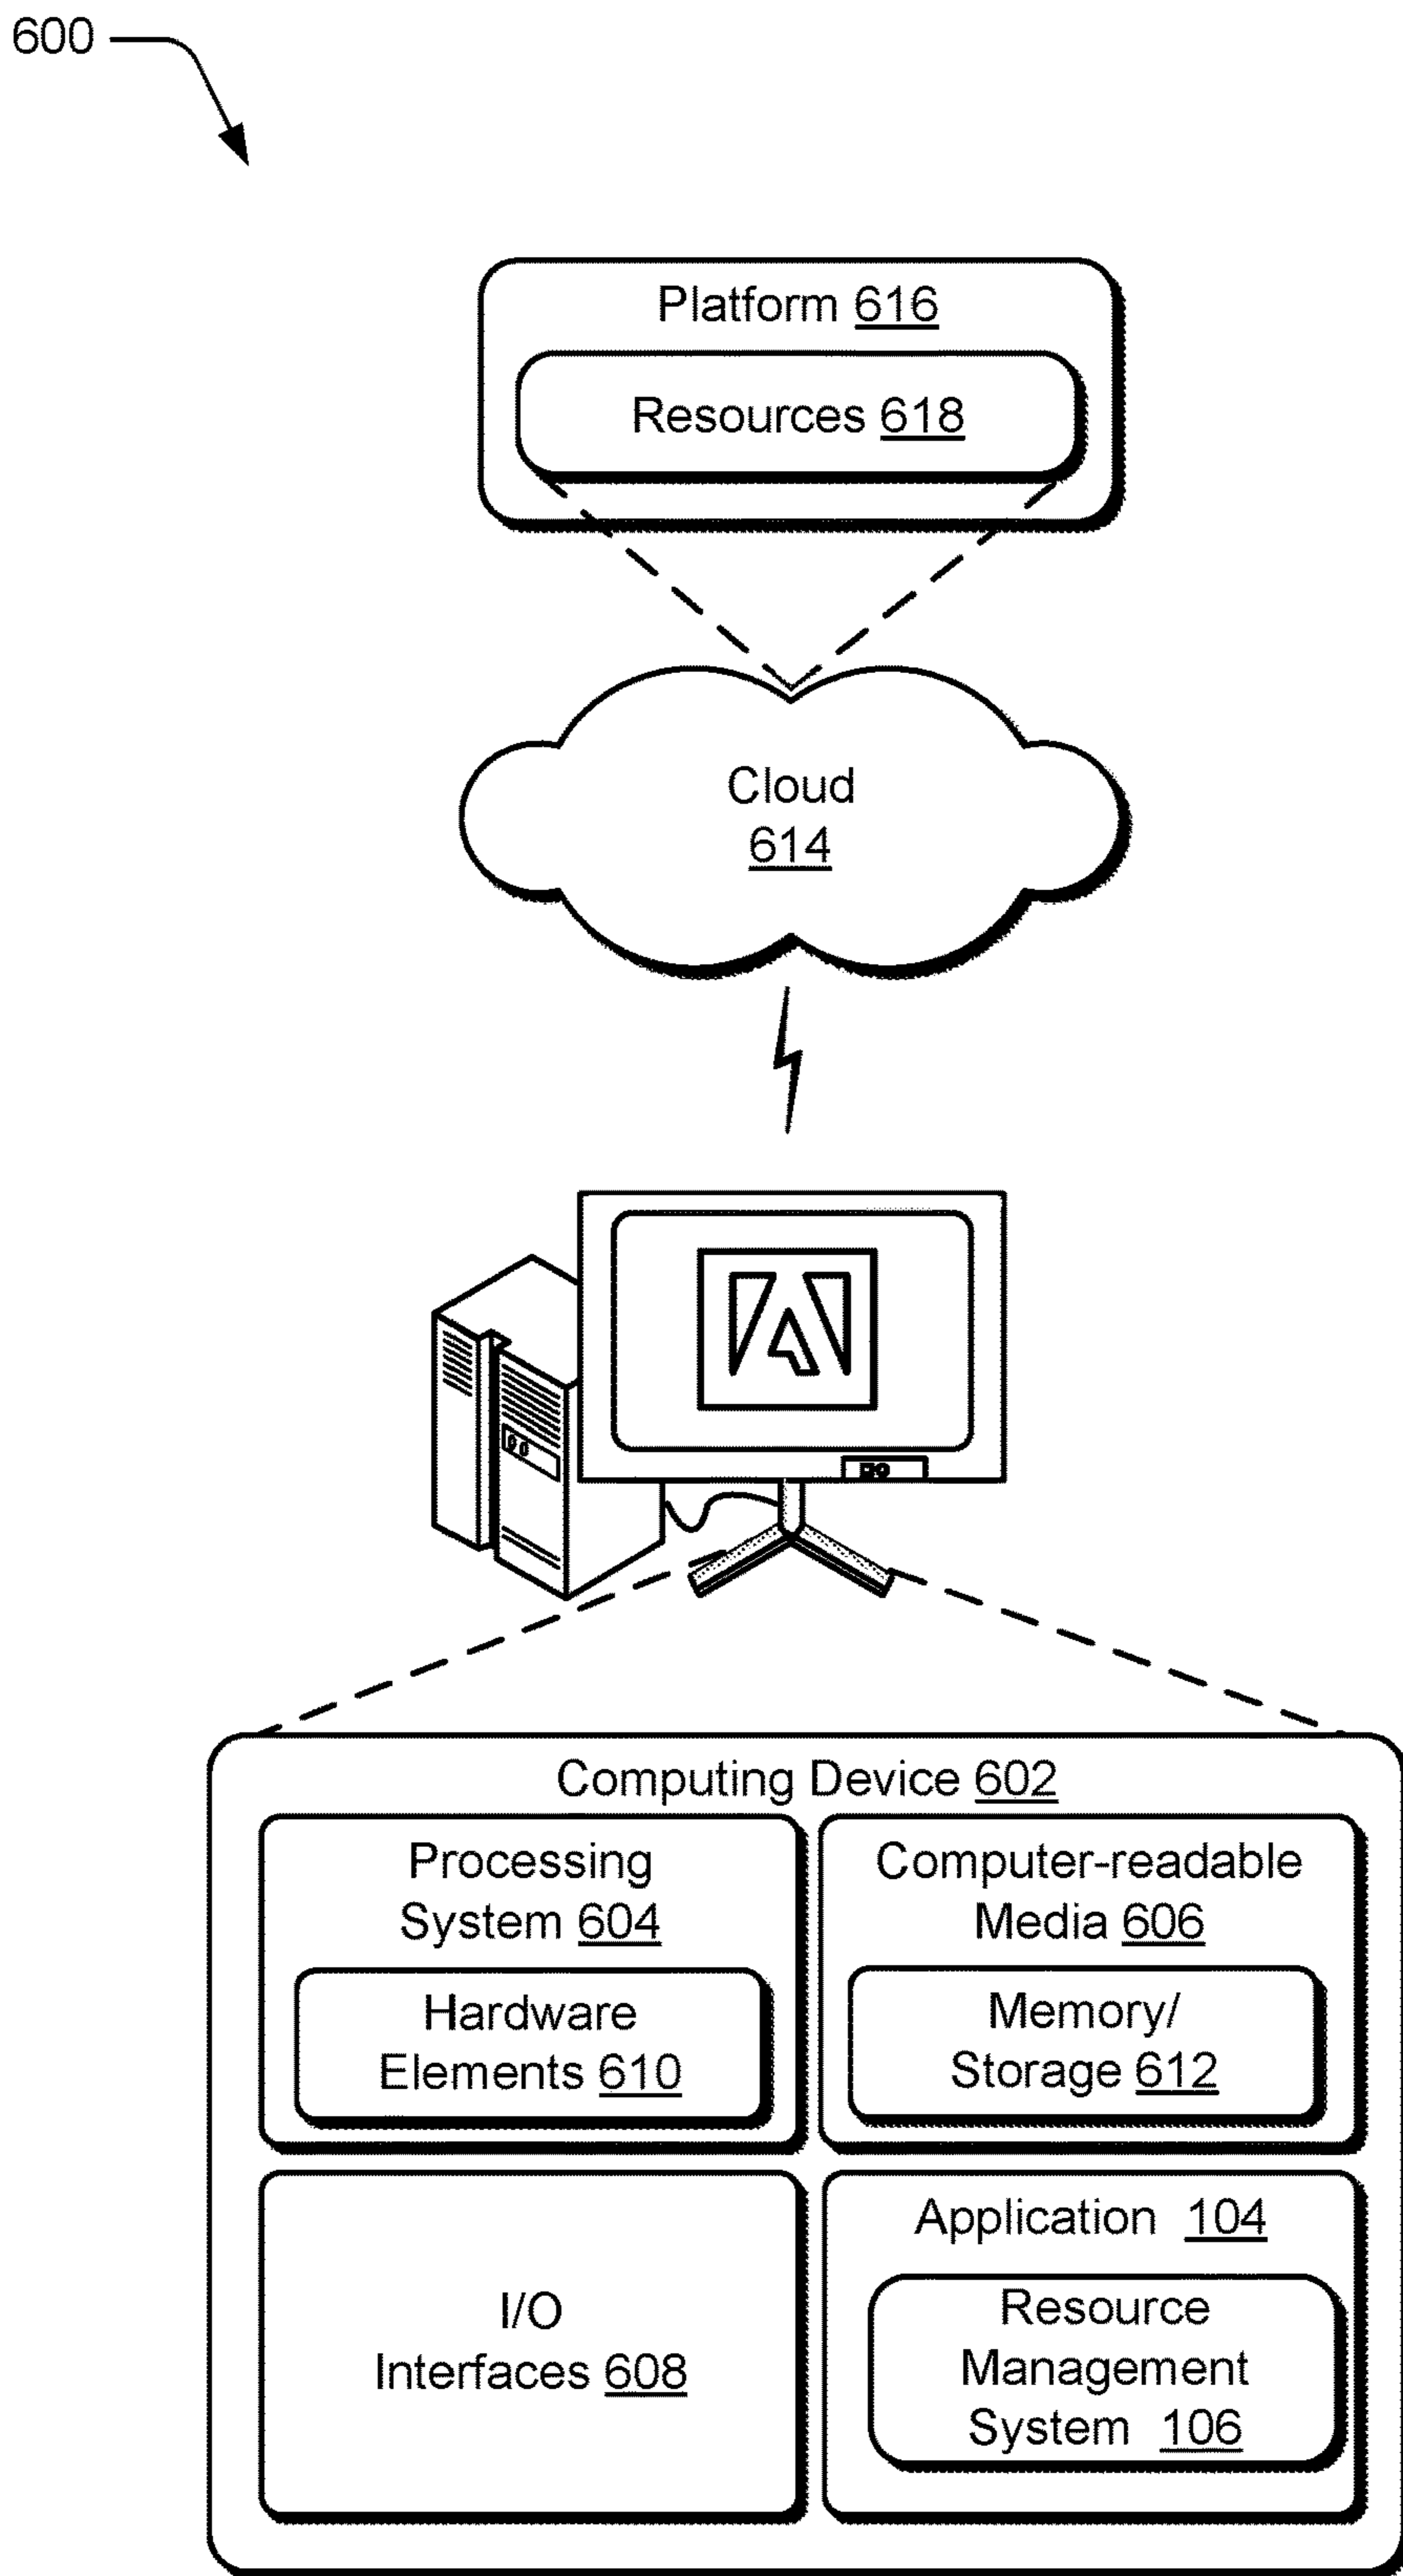 600
Platform 616
Resources 618
Cloud
614
Computing Device 602
Processing
System 604
Hardware
Elements 610
Computer-readable
Media 606
Memory/
Storage 612
I/O
Interfaces 608
Application 104
Resource
Management
System 106